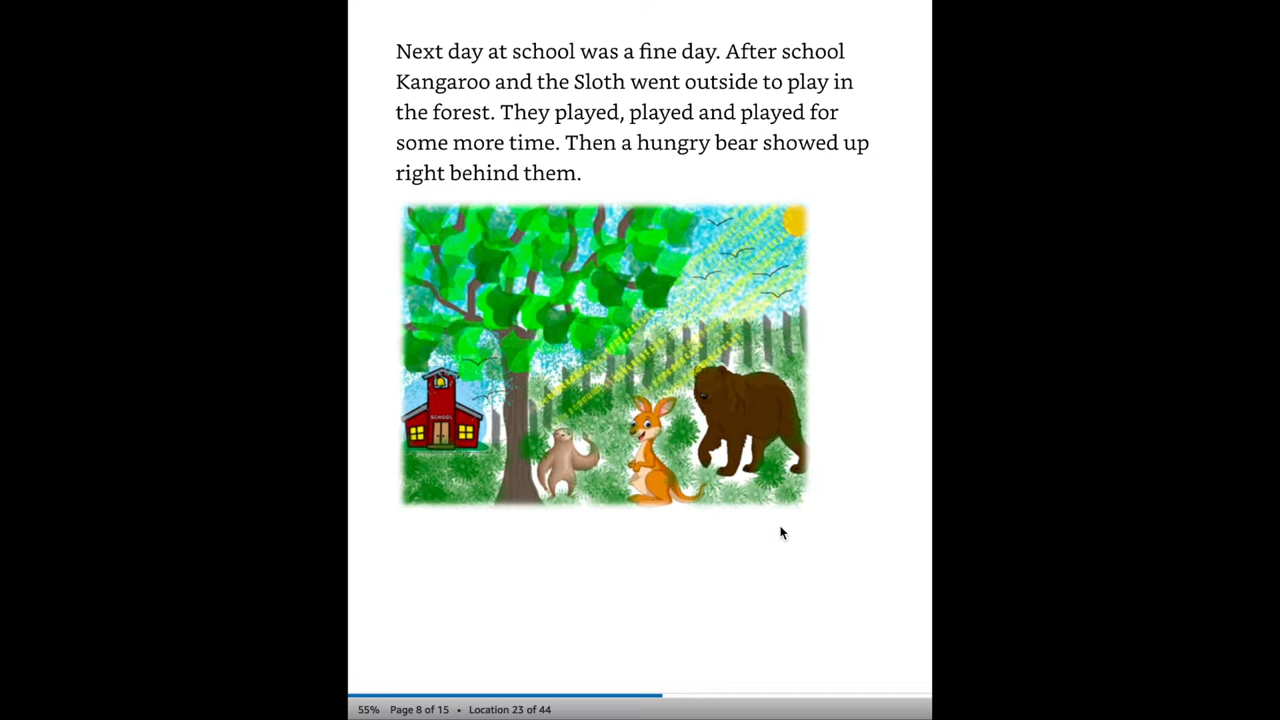 Next day at school was a fine day. After school
Kangaroo and the Sloth went outside to play in
the forest. They played, played and played for
some more time. Then a hungry bear showed up
right behind them.
SCHOOL
55% Page 8 of 15 • Location 23 of 44